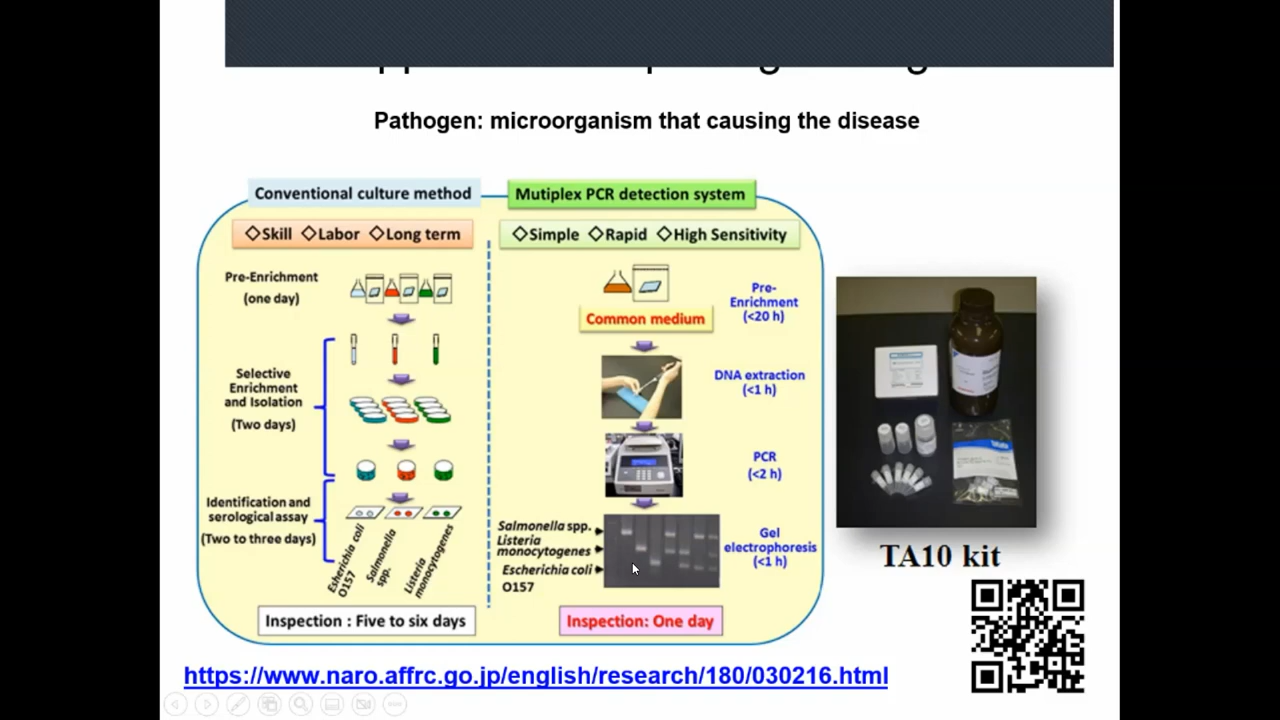 Pathogen: microorganism that causing the disease
Conventional culture method
◇Skill ◇Labor ◇Long term
Pre-Enrichment
(one day)
Selective
Enrichment
and Isolation
(Two days)
Identification and
serological assay
(Two to three days)
Escherichia coli
O157
Salmonella
spp.
Listeria
monocytogenes
Inspection : Five to six days
Mutiplex PCR detection system
◇Simple ◇Rapid ◇High Sensitivity
Common medium
Pre-
Enrichment
(<20 h)
DNA extraction
(<1 h)
PCR
(<2 h)
Salmonella spp.
Listeria
monocytogenes
Escherichia coli
O157
Gel
electrophoresis
(<1 h)
Inspection: One day
TA10 kit
https://www.naro.affrc.go.jp/english/research/180/030216.html